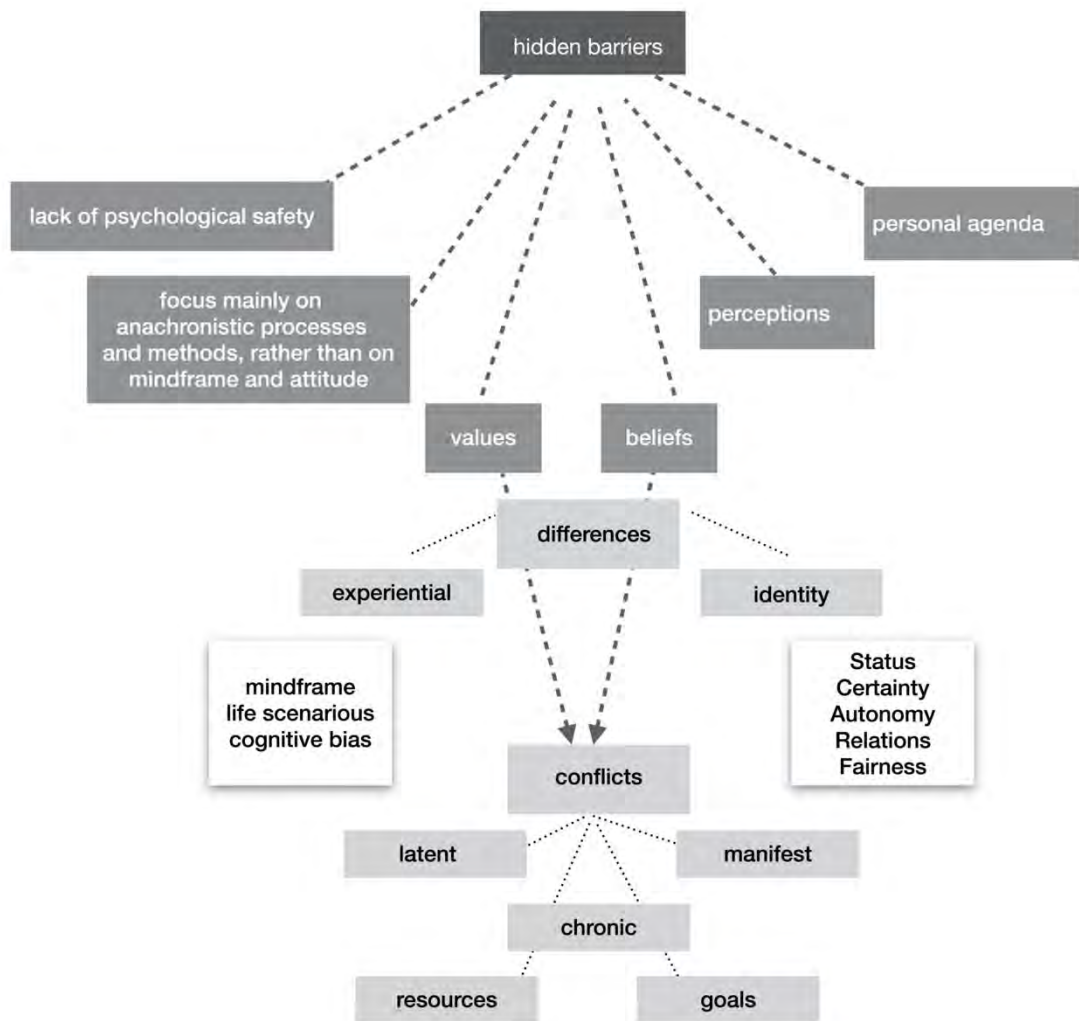 hidden barriers
lack of psychological safety
personal agenda
focus mainly on
anachronistic processes
and methods, rather than on
mindframe and attitude
perceptions
values
beliefs
differences
experiential
identity
mindframe
life scenarious
cognitive bias
Status
Certainty
Autonomy
Relations
Fairness
conflicts
latent
manifest
chronic
resources
goals